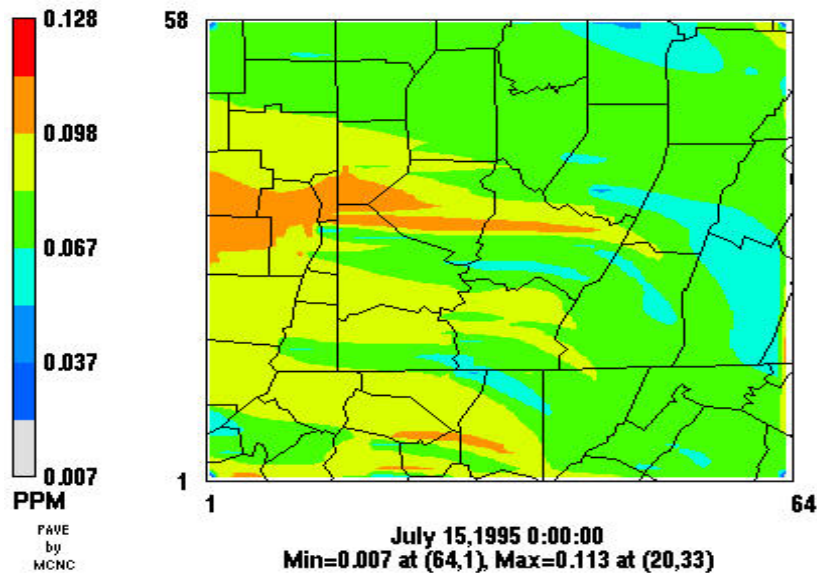 0.128
0.098
0.067
0.037
0.007
PPM
PAVE
by
MCNC
58
1
1
64
July 15,1995 0:00:00
Min=0.007 at (64,1), Max=0.113 at (20,33)